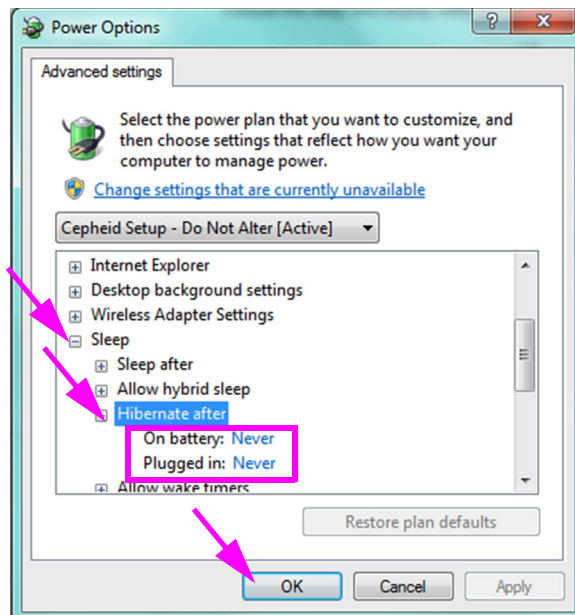 Power Options
Advanced settings
Select the power plan that you want to customize, and
then choose settings that reflect how you want your
computer to manage power.
Change settings that are currently unavailable
Cepheid Setup - Do Not Alter [Active]
Internet Explorer
Desktop background settings
Wireless Adapter Settings
Sleep
Sleep after
Allow hybrid sleep
Hibernate after
On battery: Never
Plugged in: Never
Allow wake timers
Restore plan defaults
OK Cancel Apply